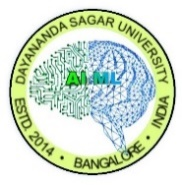 DAYANANDA SAGAR UNIVERSITY
AI ML
ESTD. 2014 • BANGALORE • INDIA